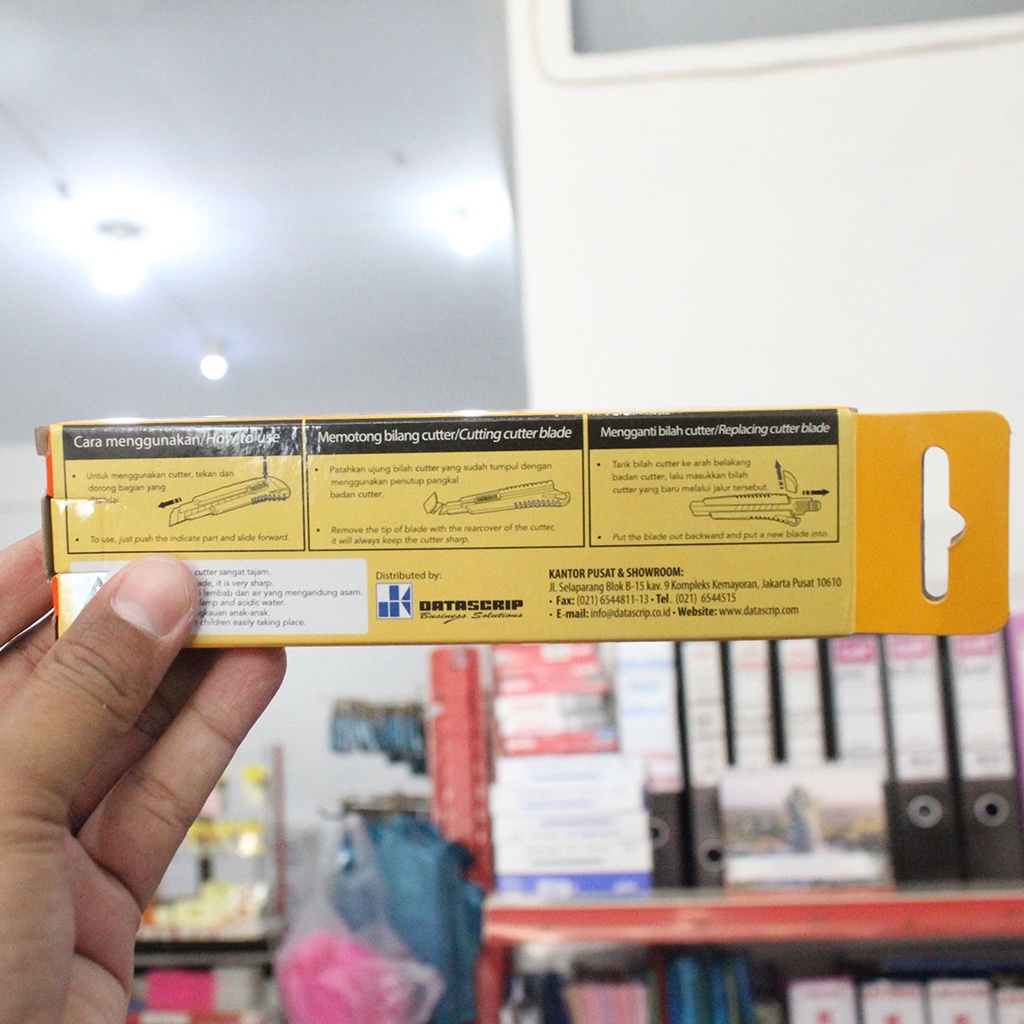 Cara menggunakan/How to use
• Untuk menggunakan cutter, tekan dan
dorong bagian yang
• To use, just push the indicate part and slide forward.
Memotong bilang cutter/Cutting cutter blade
• Patahkan ujung bilah cutter yang sudah tumpul dengan
menggunakan penutup pangkal
badan cutter.
• Remove the tip of blade with the rearcover of the cutter,
it will always keep the cutter sharp.
Mengganti bilah cutter/Replacing cutter blade
• Tarik bilah cutter ke arah belakang
badan cutter, lalu masukkan bilah
cutter yang baru melalui jalur tersebut.
• Put the blade out backward and put a new blade into.
cutter sangat tajam.
it is very sharp.
lembab dan air yang mengandung asam.
and acidic water.
anak-anak.
children easily taking place.
Distributed by:
DATASCRIP
Business Solutions
KANTOR PUSAT & SHOWROOM:
Jl. Selaparang Blok B-15 kav. 9 Kompleks Kemayoran, Jakarta Pusat 10610
• Fax: (021) 6544811-13 • Tel. (021) 6544515
• E-mail: info@datascrip.co.id • Website: www.datascrip.com